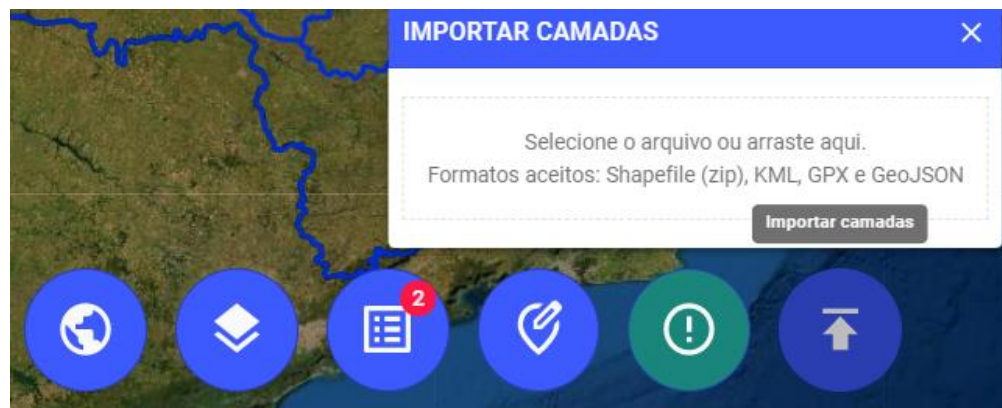 IMPORTAR CAMADAS
Selecione o arquivo ou arraste aqui.
Formatos aceitos: Shapefile (zip), KML, GPX e GeoJSON
Importar camadas
2